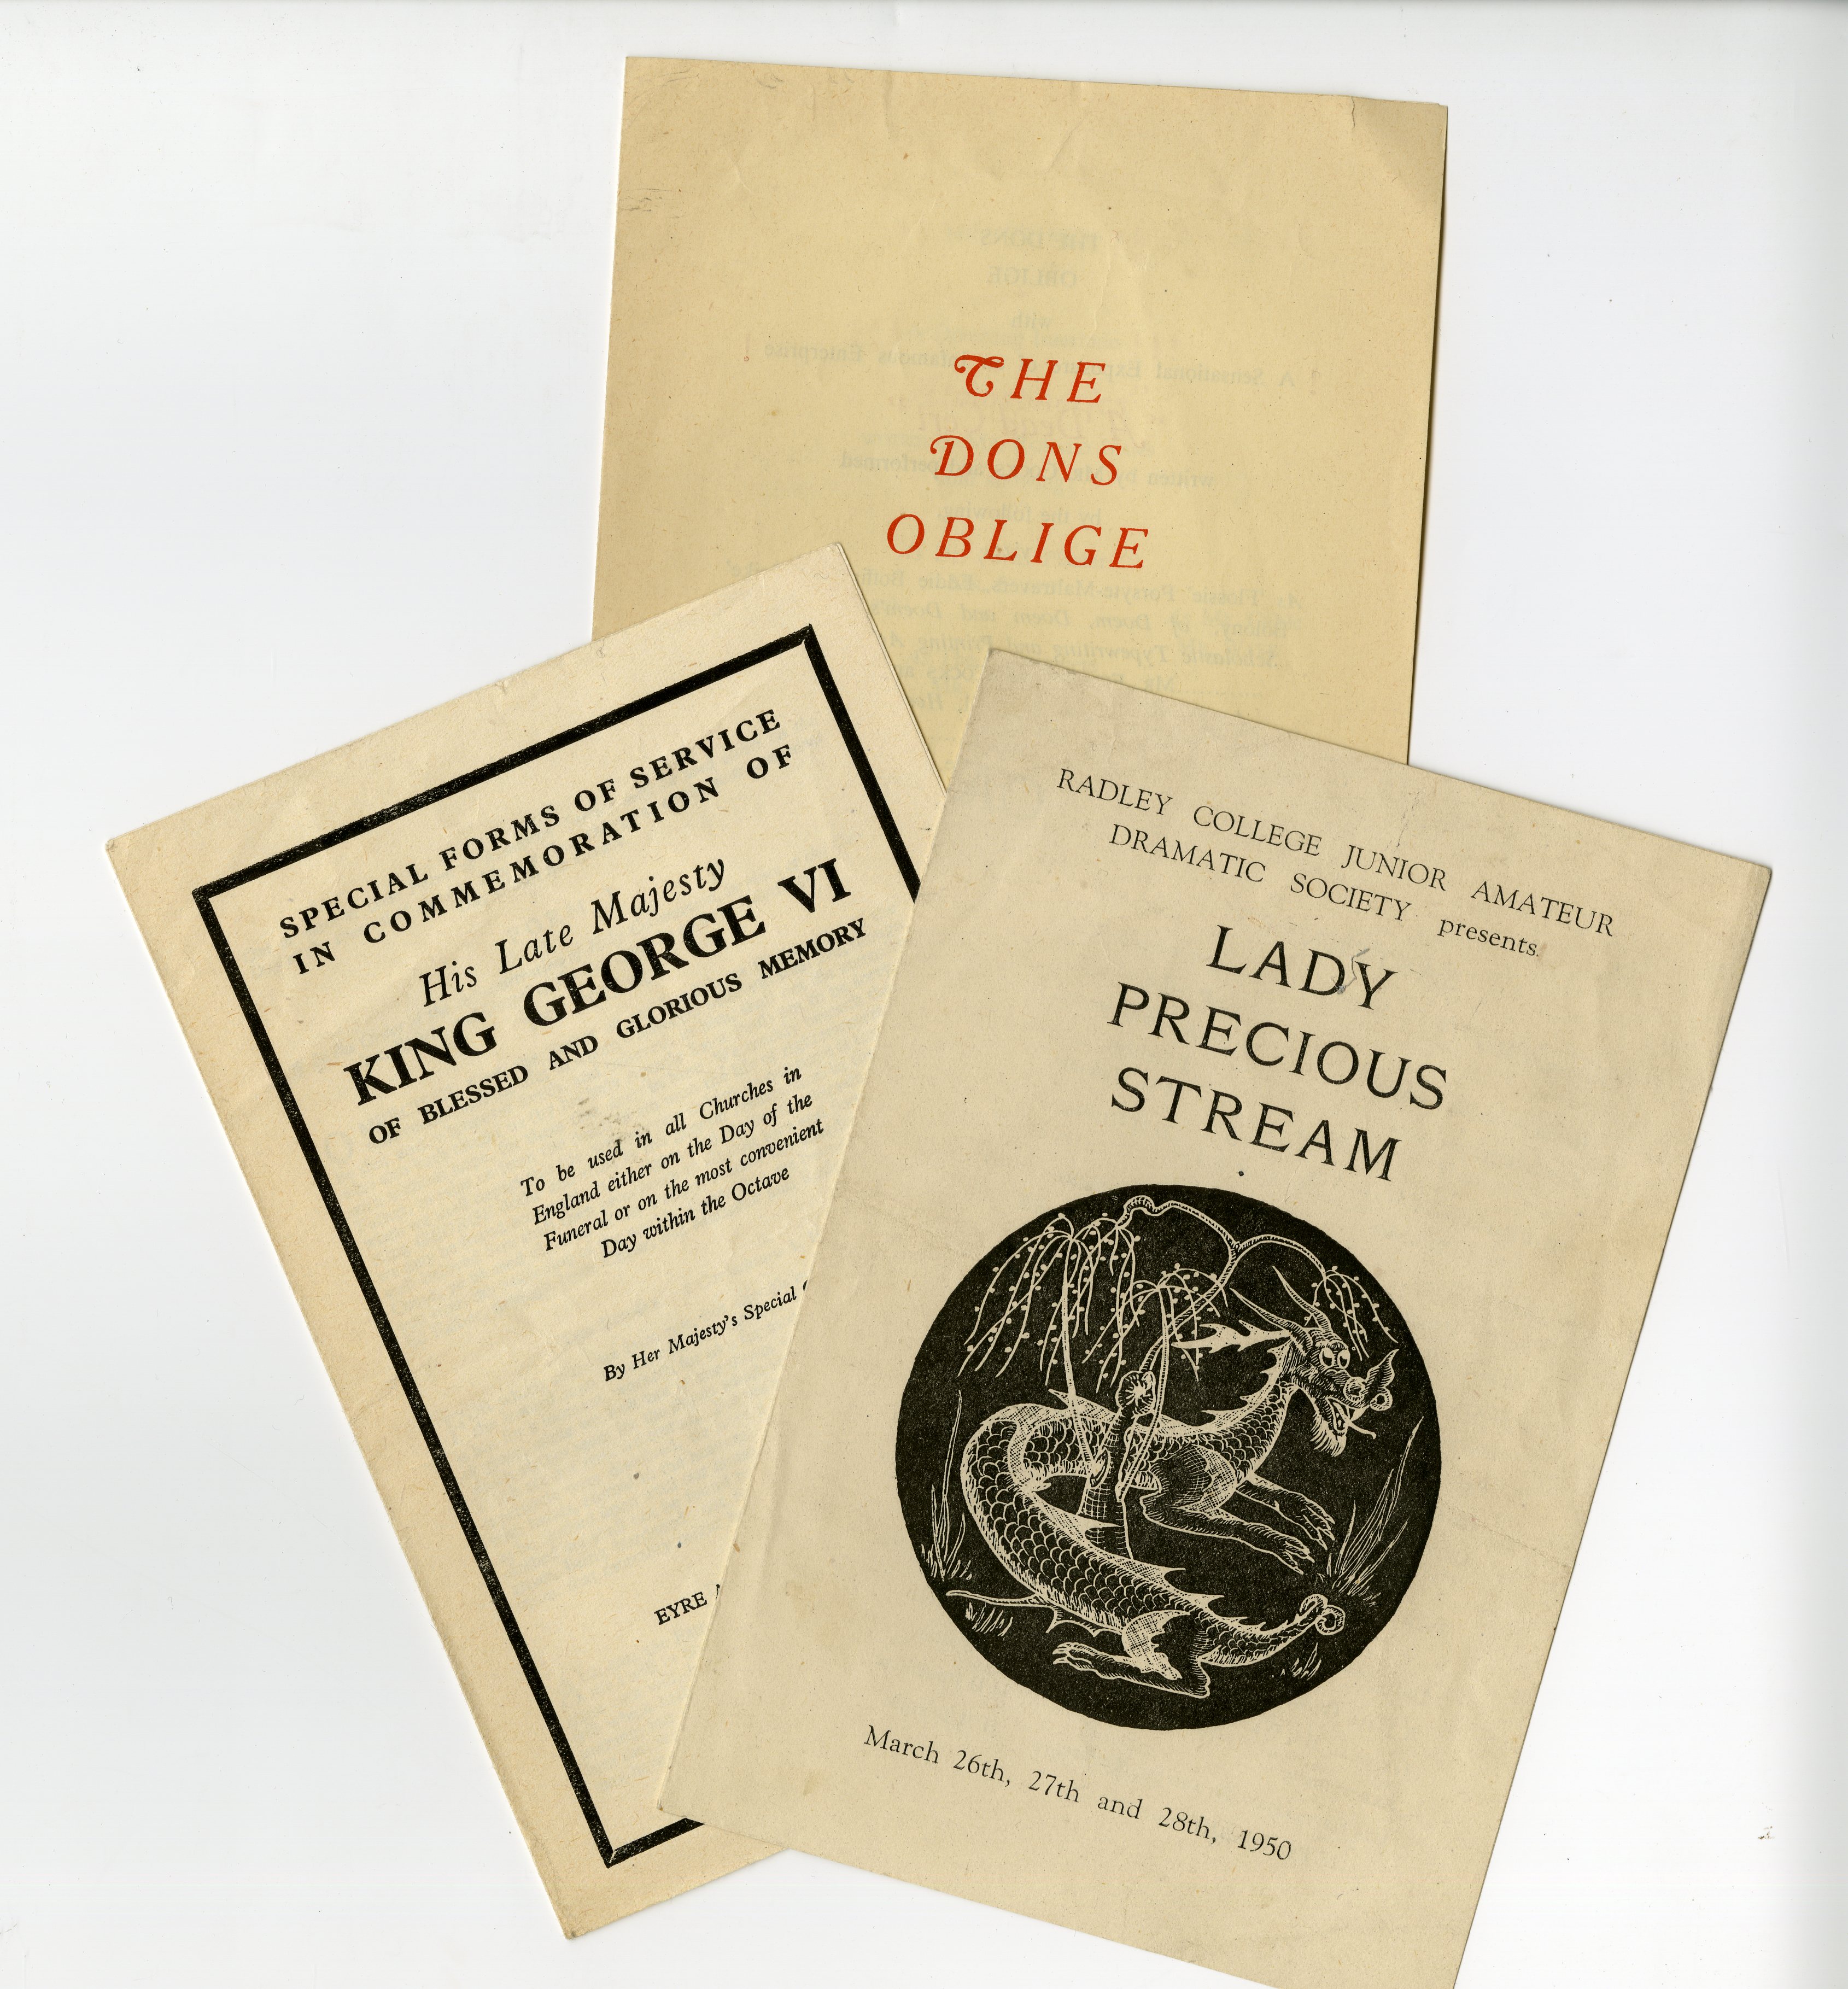 THE
DONS
OBLIGE
SPECIAL FORMS OF SERVICE
IN COMMEMORATION OF
His Late Majesty
KING GEORGE VI
OF BLESSED AND GLORIOUS MEMORY
To be used in all Churches in
England either on the Day of the
Funeral or on the most convenient
Day within the Octave
By Her Majesty's Special
EYRE
RADLEY COLLEGE JUNIOR AMATEUR
DRAMATIC SOCIETY presents
LADY
PRECIOUS
STREAM
March 26th, 27th and 28th, 1950